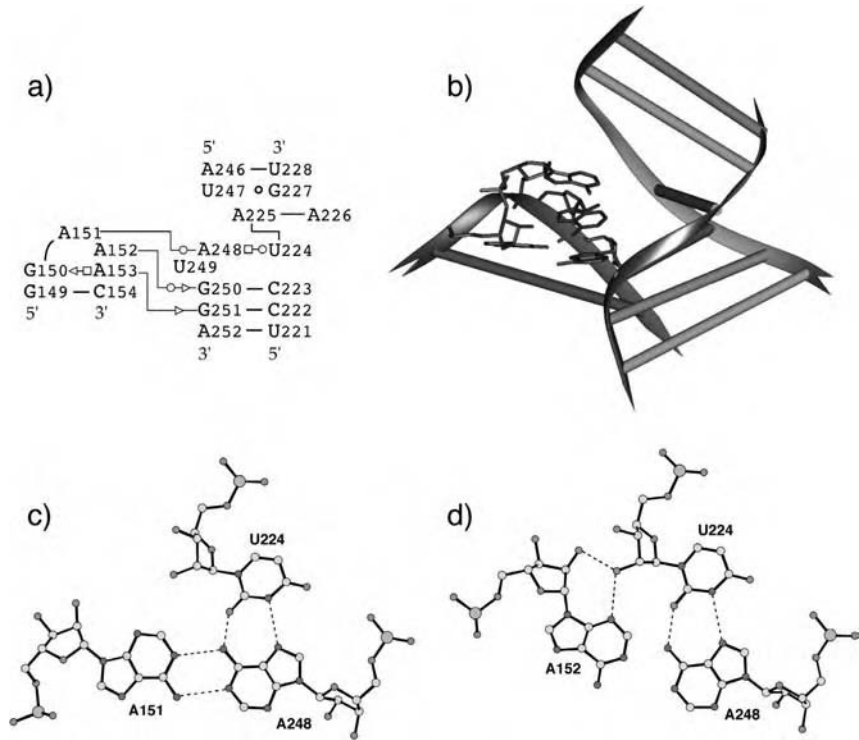 a)
b)
5' 3'
A246 — U228
U247 G227
A225 — A226
A151
A248 U224
A152
U249
G150 A153
G250 — C223
G149 — C154
G251 — C222
5' 3'
A252 — U221
3' 5'
c)
U224
A151
A248
d)
U224
A152
A248